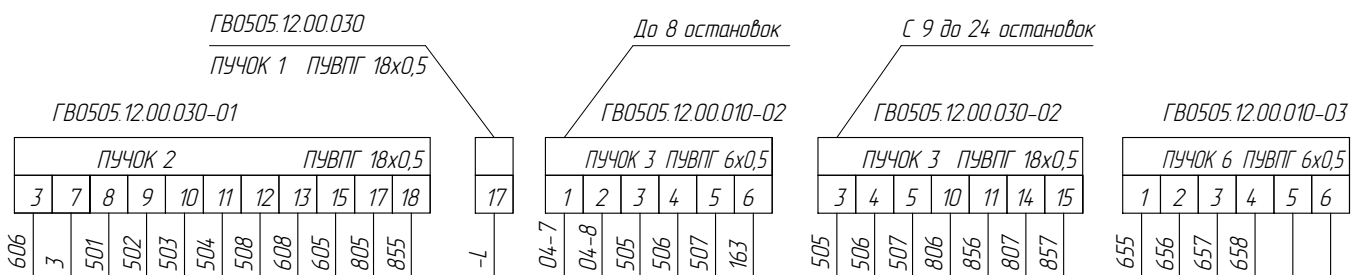 ГВ0505.12.00.030
ПУЧОК 1 ПУВПГ 18х0,5
До 8 остановок
С 9 до 24 остановок
ГВ0505.12.00.030-01
ПУЧОК 2 ПУВПГ 18х0,5
3 7 8 9 10 11 12 13 15 17 18
606 3 501 502 503 504 508 608 605 805 855
17
-L
ГВ0505.12.00.010-02
ПУЧОК 3 ПУВПГ 6х0,5
1 2 3 4 5 6
04-7 04-8 505 506 507 163
ГВ0505.12.00.030-02
ПУЧОК 3 ПУВПГ 18х0,5
3 4 5 10 11 14 15
505 506 507 806 856 807 857
ГВ0505.12.00.010-03
ПУЧОК 6 ПУВПГ 6х0,5
1 2 3 4 5 6
655 656 657 658